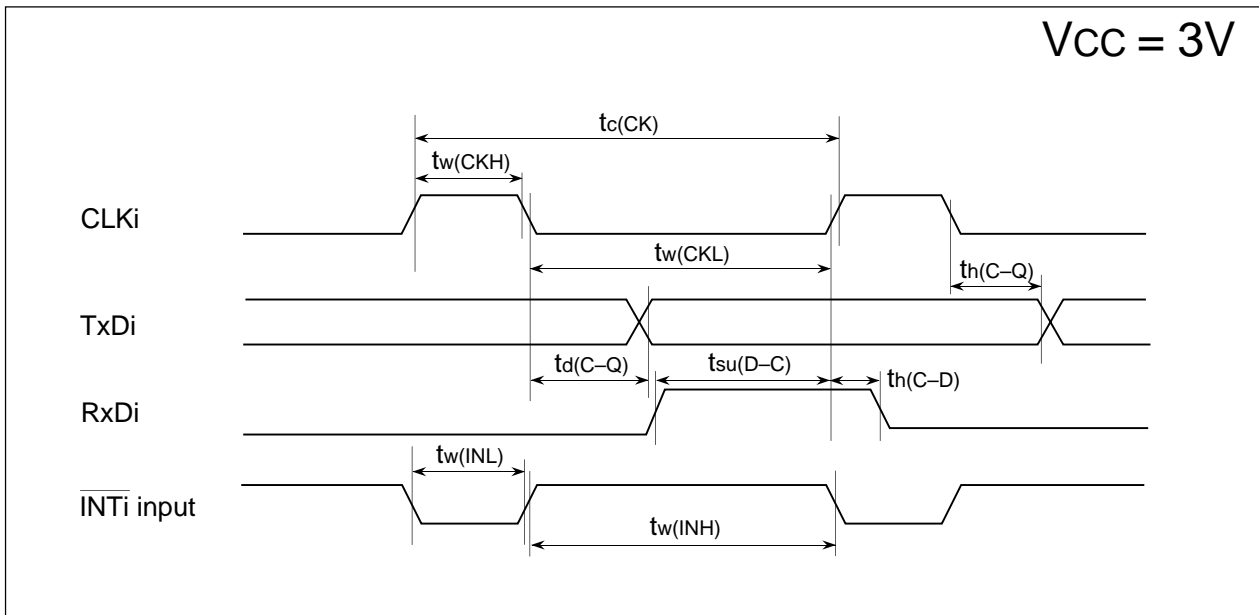 VCC = 3V
tc(CK)
tw(CKH)
CLKi
tw(CKL)
th(C–Q)
TxDi
td(C–Q)
tsu(D–C)
th(C–D)
RxDi
tw(INL)
INTi input
tw(INH)